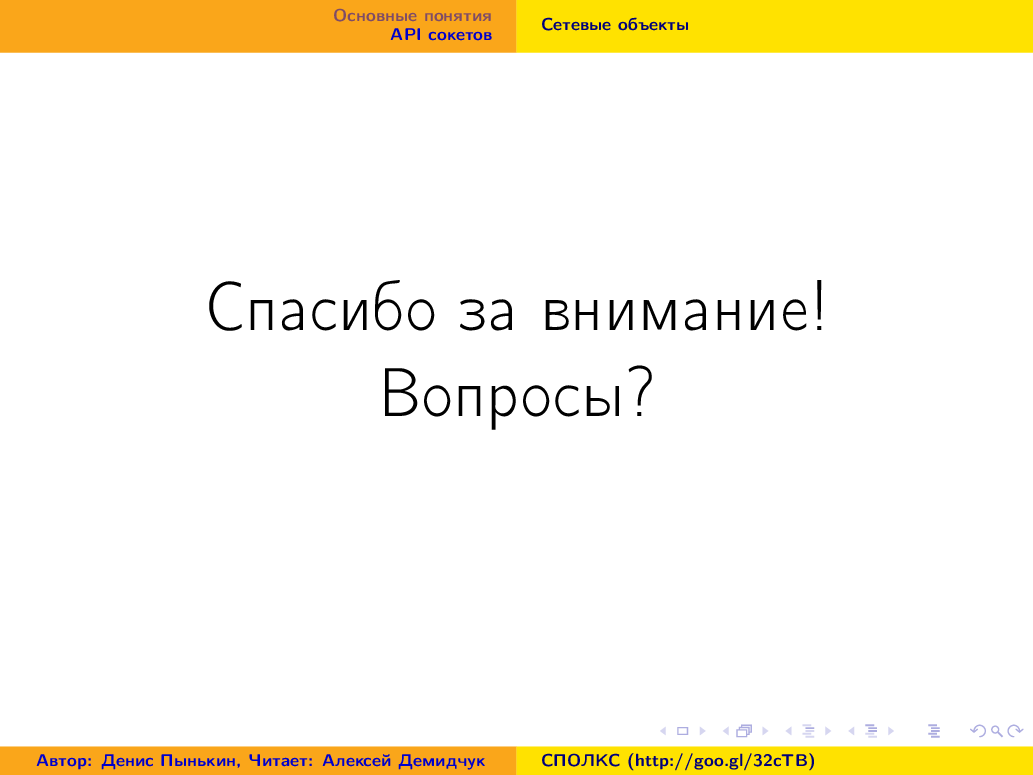 Основные понятия
API сокетов
Сетевые объекты
Спасибо за внимание!
Вопросы?
Автор: Денис Пынькин, Читает: Алексей Демидчук
СПОЛКС (http://goo.gl/32cTB)